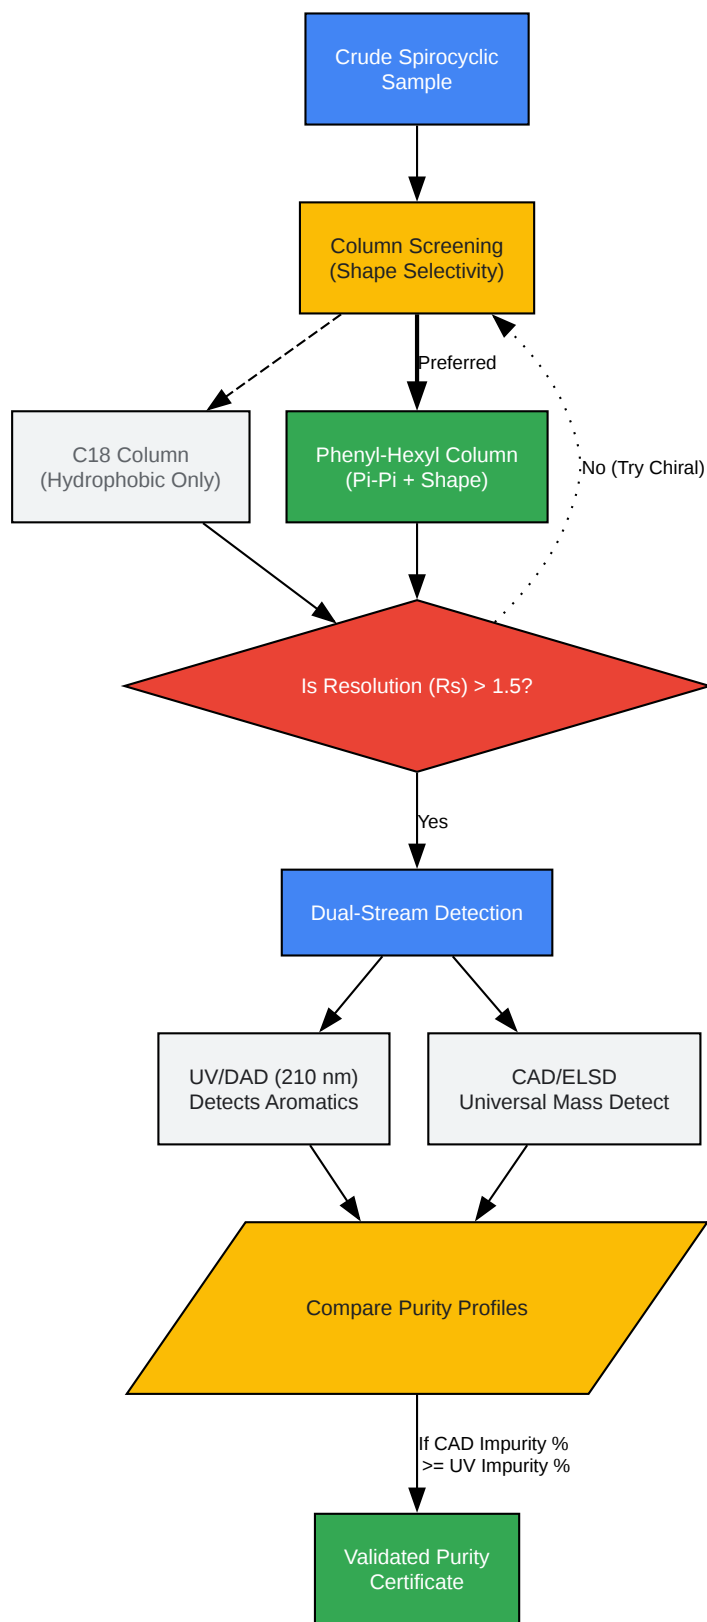 Crude Spirocyclic
Sample
Column Screening
(Shape Selectivity)
Preferred
C18 Column
(Hydrophobic Only)
Phenyl-Hexyl Column
(Pi-Pi + Shape)
No (Try Chiral)
Is Resolution (Rs) > 1.5?
Yes
Dual-Stream Detection
UV/DAD (210 nm)
Detects Aromatics
CAD/ELSD
Universal Mass Detect
Compare Purity Profiles
If CAD Impurity %
>= UV Impurity %
Validated Purity
Certificate